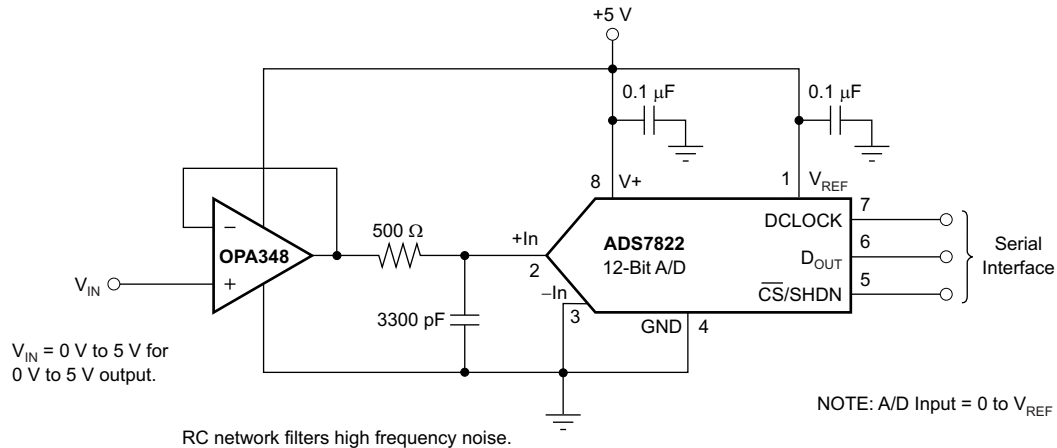 +5 V
0.1 µF
0.1 µF
8
V+
1
VREF
−
OPA348
+
VIN
500 Ω
+In
2
−In
3
3300 pF
ADS7822
12-Bit A/D
GND
4
DCLOCK
7
DOUT
6
CS/SHDN
5
Serial
Interface
VIN = 0 V to 5 V for
0 V to 5 V output.
NOTE: A/D Input = 0 to VREF
RC network filters high frequency noise.